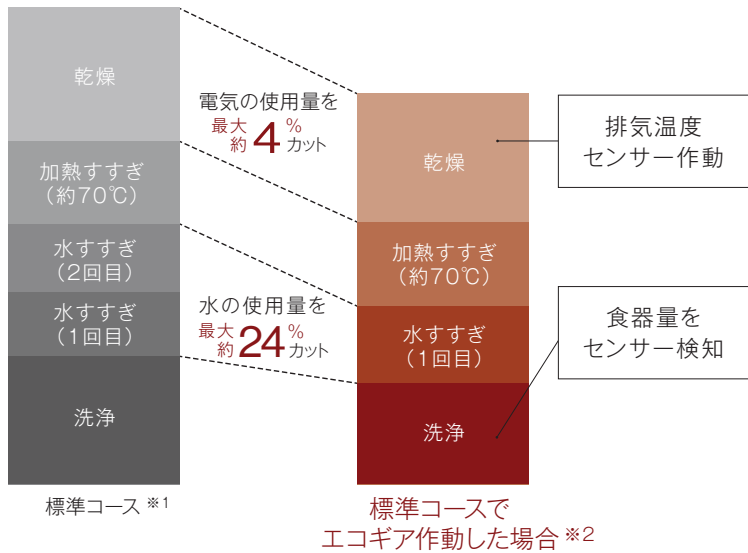 乾燥
加熱すすぎ
（約70℃）
水すすぎ
（2回目）
水すすぎ
（1回目）
洗浄
標準コース ※1
電気の使用量を
最大
約
4
%
カット
水の使用量を
最大
約
24
%
カット
乾燥
加熱すすぎ
（約70℃）
水すすぎ
（1回目）
洗浄
標準コースで
エコギア作動した場合 ※2
排気温度
センサー作動
食器量を
センサー検知